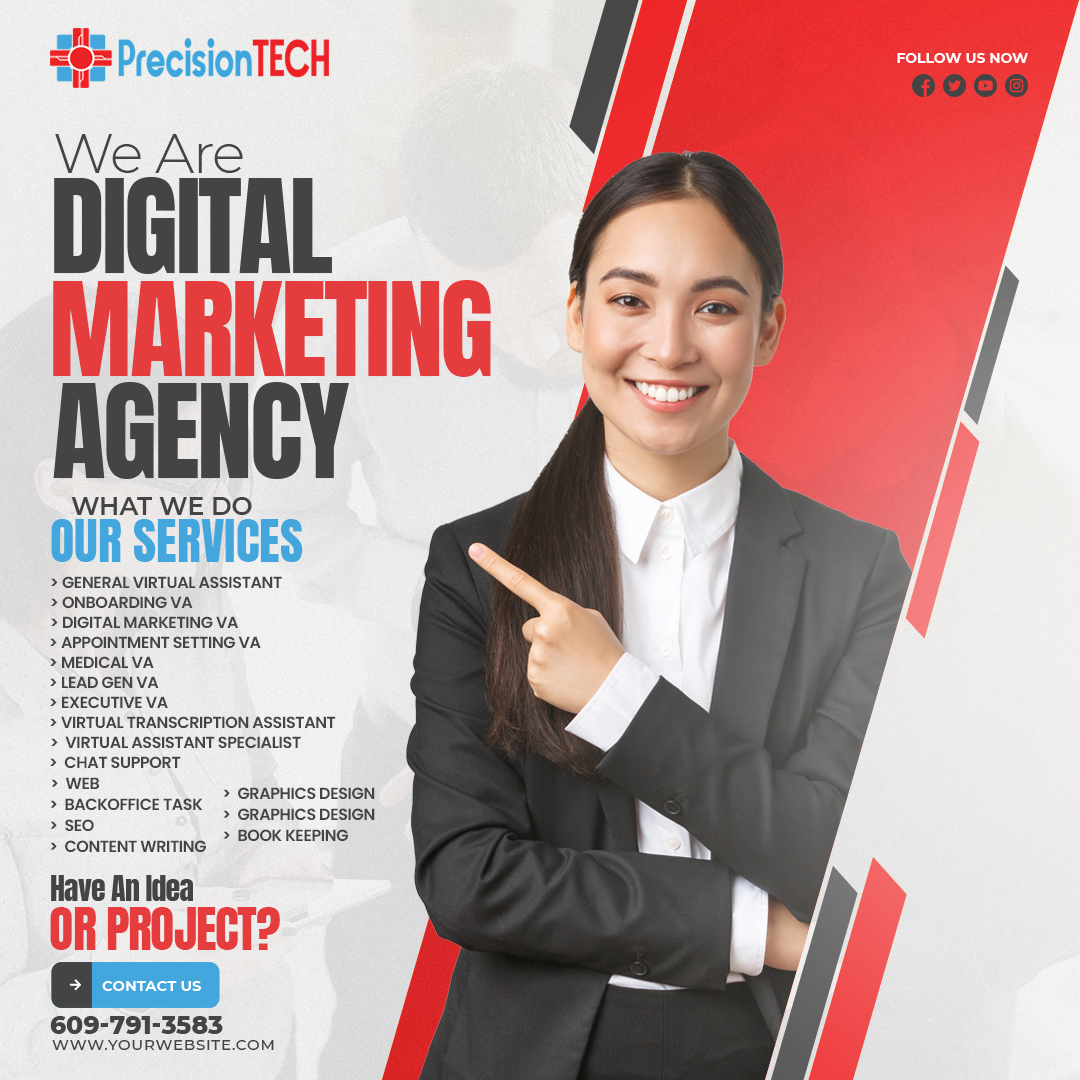 PrecisionTECH
FOLLOW US NOW
We Are
DIGITAL
MARKETING
AGENCY
WHAT WE DO
OUR SERVICES
> GENERAL VIRTUAL ASSISTANT
> ONBOARDING VA
> DIGITAL MARKETING VA
> APPOINTMENT SETTING VA
> MEDICAL VA
> LEAD GEN VA
> EXECUTIVE VA
> VIRTUAL TRANSCRIPTION ASSISTANT
> VIRTUAL ASSISTANT SPECIALIST
> CHAT SUPPORT
> WEB
> BACKOFFICE TASK
> SEO
> CONTENT WRITING
> GRAPHICS DESIGN
> GRAPHICS DESIGN
> BOOK KEEPING
Have An Idea
OR PROJECT?
CONTACT US
609-791-3583
WWW.YOURWEBSITE.COM